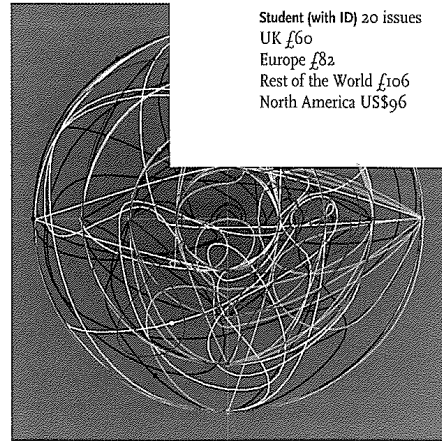 Student (with ID) 20 issues
UK £60
Europe £82
Rest of the World £106
North America US$96